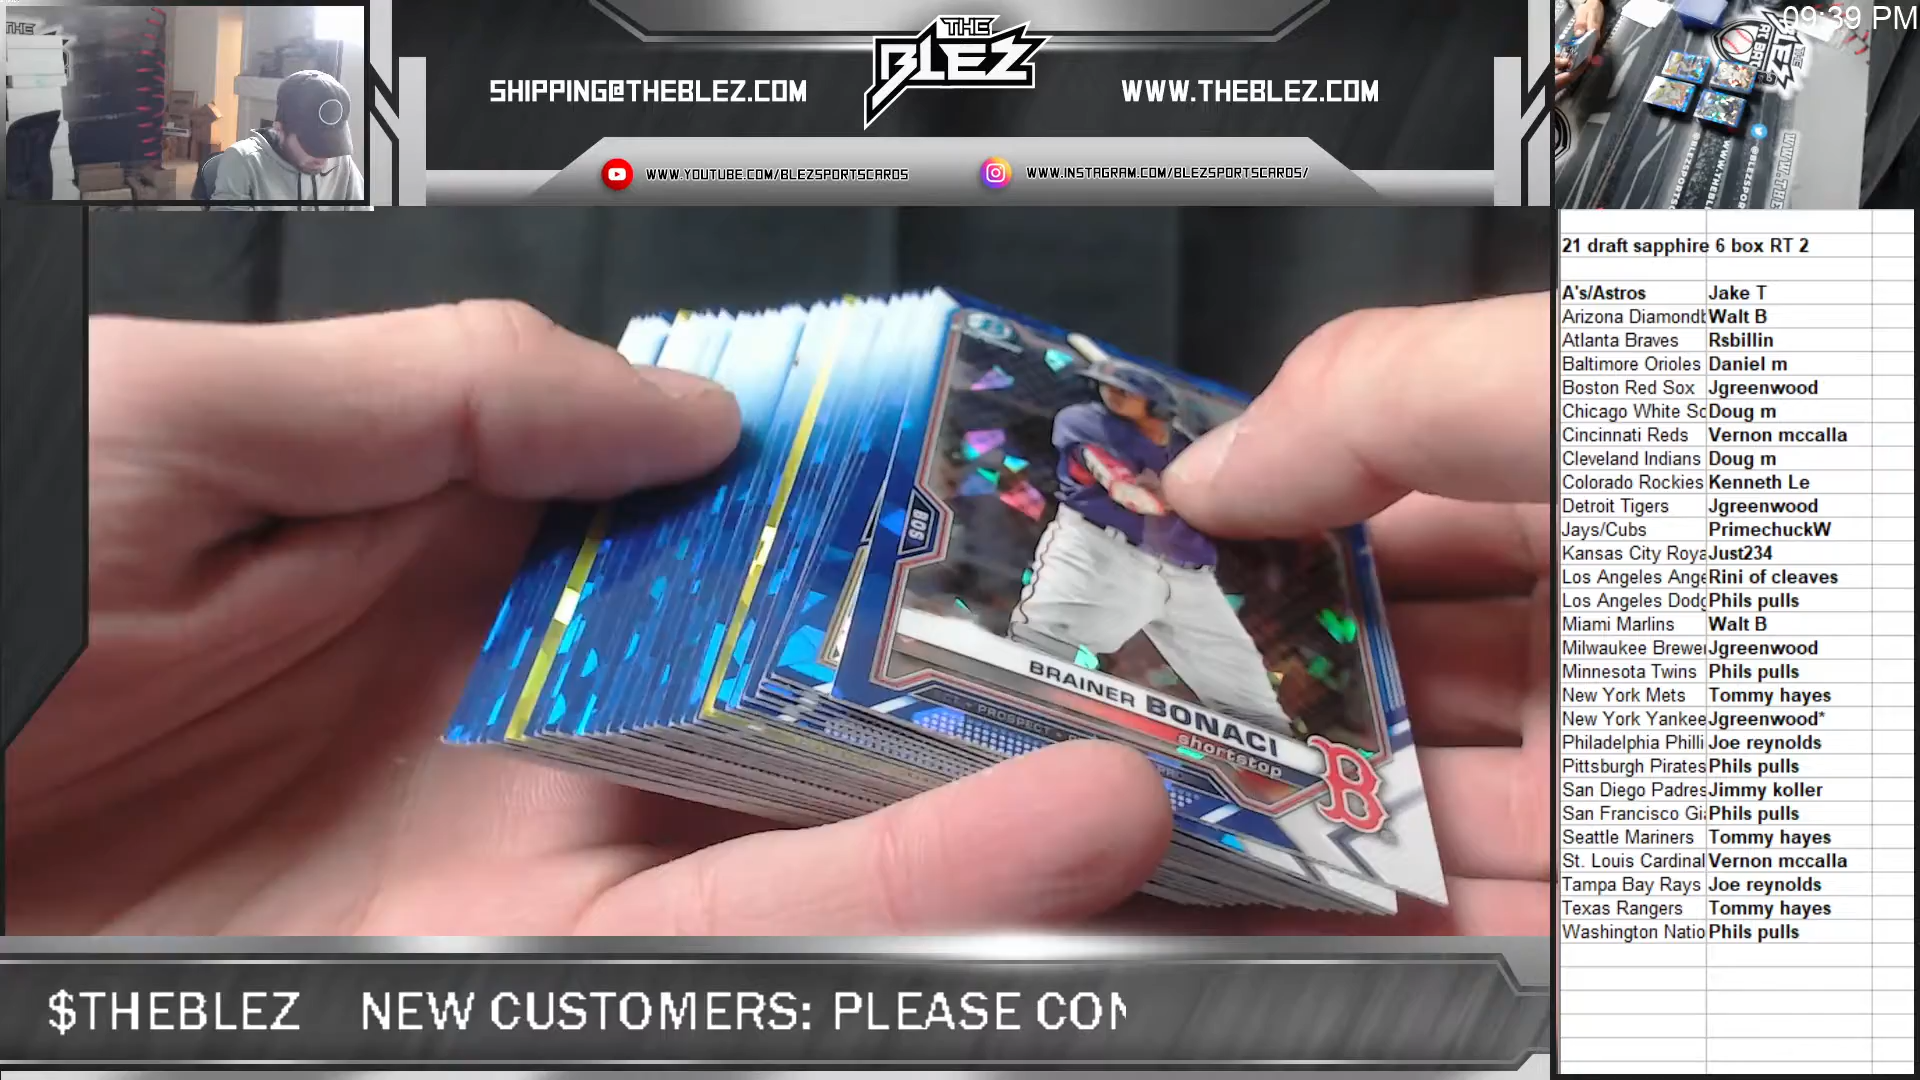 09:39 PM
THE
BLEZ
SHIPPING@THEBLEZ.COM
WWW.THEBLEZ.COM
WWW.YOUTUBE.COM/BLEZSPORTSCARDS
WWW.INSTAGRAM.COM/BLEZSPORTSCARDS/
21 draft sapphire 6 box RT 2
A's/Astros Jake T
Arizona Diamondb Walt B
Atlanta Braves Rsbillin
Baltimore Orioles Daniel m
Boston Red Sox Jgreenwood
Chicago White So Doug m
Cincinnati Reds Vernon mccalla
Cleveland Indians Doug m
Colorado Rockies Kenneth Le
Detroit Tigers Jgreenwood
Jays/Cubs PrimechuckW
Kansas City Roya Just234
Los Angeles Ange Rini of cleaves
Los Angeles Dodg Phils pulls
Miami Marlins Walt B
Milwaukee Brewer Jgreenwood
Minnesota Twins Phils pulls
New York Mets Tommy hayes
New York Yankee Jgreenwood*
Philadelphia Philli Joe reynolds
Pittsburgh Pirates Phils pulls
San Diego Padres Jimmy koller
San Francisco Gi Phils pulls
Seattle Mariners Tommy hayes
St. Louis Cardinal Vernon mccalla
Tampa Bay Rays Joe reynolds
Texas Rangers Tommy hayes
Washington Natio Phils pulls
BOS
BRAINER BONACI
shortstop
PROSPECT
B
$THEBLEZ NEW CUSTOMERS: PLEASE CON